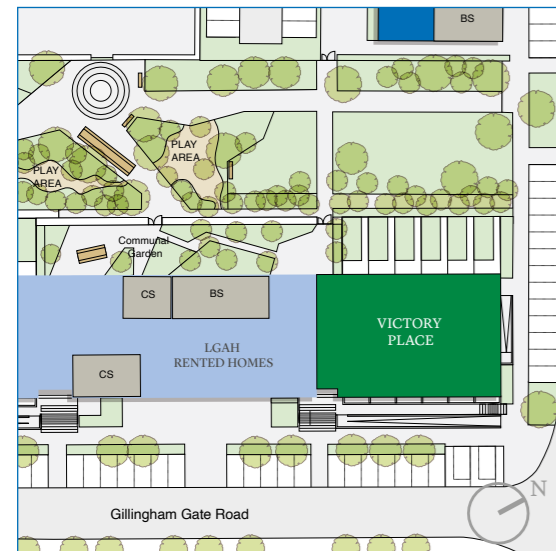 BS
PLAY
AREA
PLAY
AREA
Communal
Garden
CS
BS
LGAH
RENTED HOMES
VICTORY
PLACE
CS
N
Gillingham Gate Road